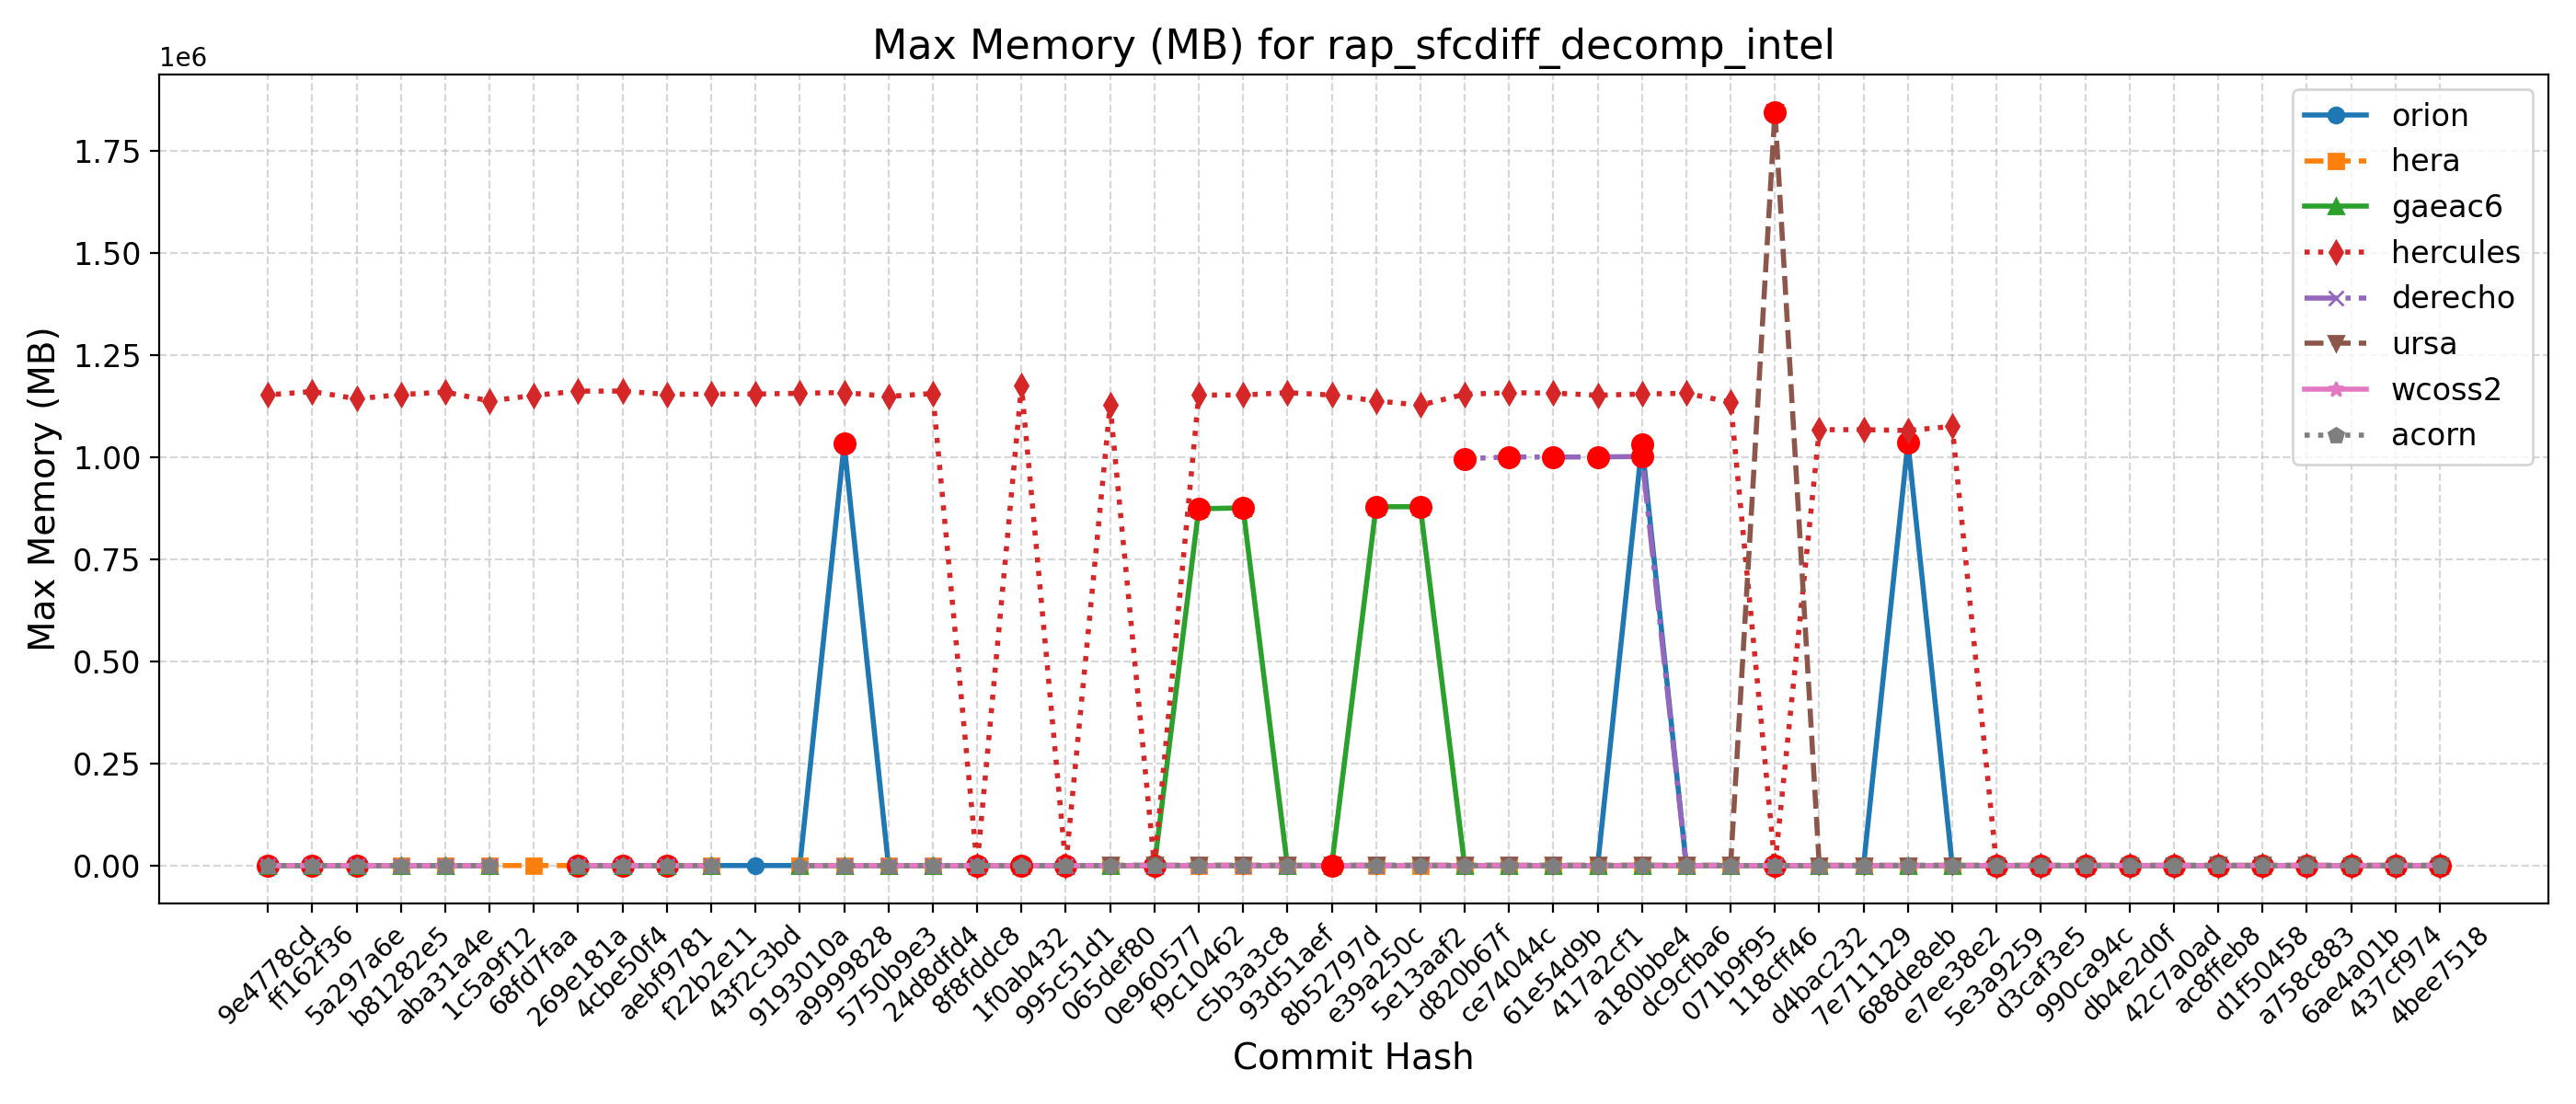 Max Memory (MB) for rap_sfcdiff_decomp_intel
1e6
1.75
1.50
1.25
1.00
0.75
0.50
0.25
0.00
Max Memory (MB)
orion
hera
gaeac6
hercules
derecho
ursa
wcoss2
acorn
9e4778cd
ff162f36
5a297a6e
b81282e5
aba31a4e
1c5a9f12
68fd7faa
269e181a
4cbe50f4
aebf9781
f22b2e11
43f2c3bd
9193010a
a9999828
5750b9e3
24d8dfd4
8f8fddc8
1f0ab432
995c51d1
065def80
0e960577
f9c10462
c5b3a3c8
93d51aef
8b52797d
e39a250c
5e13aaf2
d820b67f
ce74044c
61e54d9b
417a2cf1
a180bbe4
dc9cfba6
071b9f95
118cff46
d4bac232
7e711129
688de8eb
e7ee38e2
5e3a9259
d3caf3e5
990ca94c
db4e2d0f
42c7a0ad
ac8ffeb8
d1f50458
a758c883
6ae4a01b
437cf974
4bee7518
Commit Hash